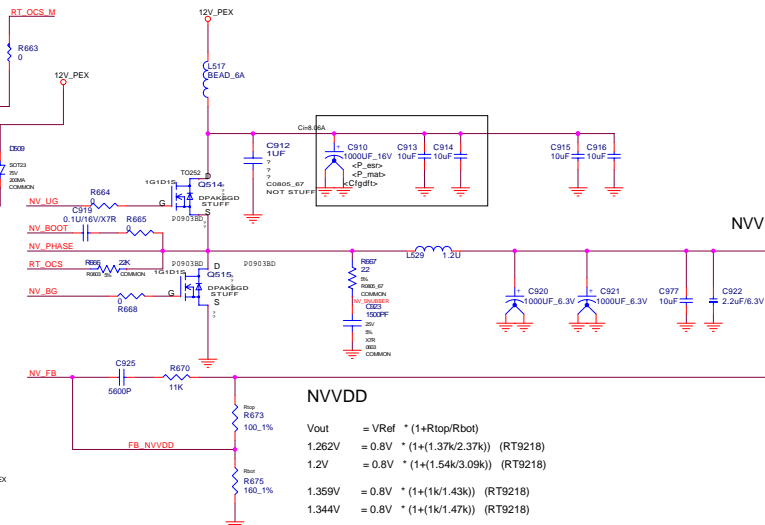 RT_OCS_M
R663
0
12V_PEX
12V_PEX
L517
BEAD_6A
D509
SOT23
75V
200MA
COMMON
Cin8.06A
C912
1UF
?
?
?
C0805_67
NOT STUFF
C910
1000UF_16V
<P_esr>
<P_mat>
<Cfgdft>
C913
10uF
C914
10uF
C915
10uF
C916
10uF
TO252
1G1D1S
D
Q514
G
S
DPAKSGD
STUFF
?
?
P0903BD
NV_UG
R664
0
C919
0.1U/16V/X7R
NV_BOOT
R665
0
NV_PHASE
RT_OCS
R666
22K
R0603
5%
COMMON
P0903BD
P0903BD
1G1D1S
D
Q515
G
S
DPAKSGD
STUFF
?
?
NV_BG
0
R668
R667
22
5%
R0805_67
COMMON
NV_SNUBBER
C923
1500PF
25V
5%
X7R
0603
COMMON
L529
1.2U
NVV
C920
1000UF_6.3V
C921
1000UF_6.3V
C977
10uF
C922
2.2uF/6.3V
NV_FB
C925
5600P
R670
11K
FB_NVVDD
Rtop
R673
100_1%
Rbot
R675
160_1%
EX
NVVDD
Vout = VRef * (1+Rtop/Rbot)
1.262V = 0.8V * (1+(1.37k/2.37k)) (RT9218)
1.2V = 0.8V * (1+(1.54k/3.09k)) (RT9218)
1.359V = 0.8V * (1+(1k/1.43k)) (RT9218)
1.344V = 0.8V * (1+(1k/1.47k)) (RT9218)